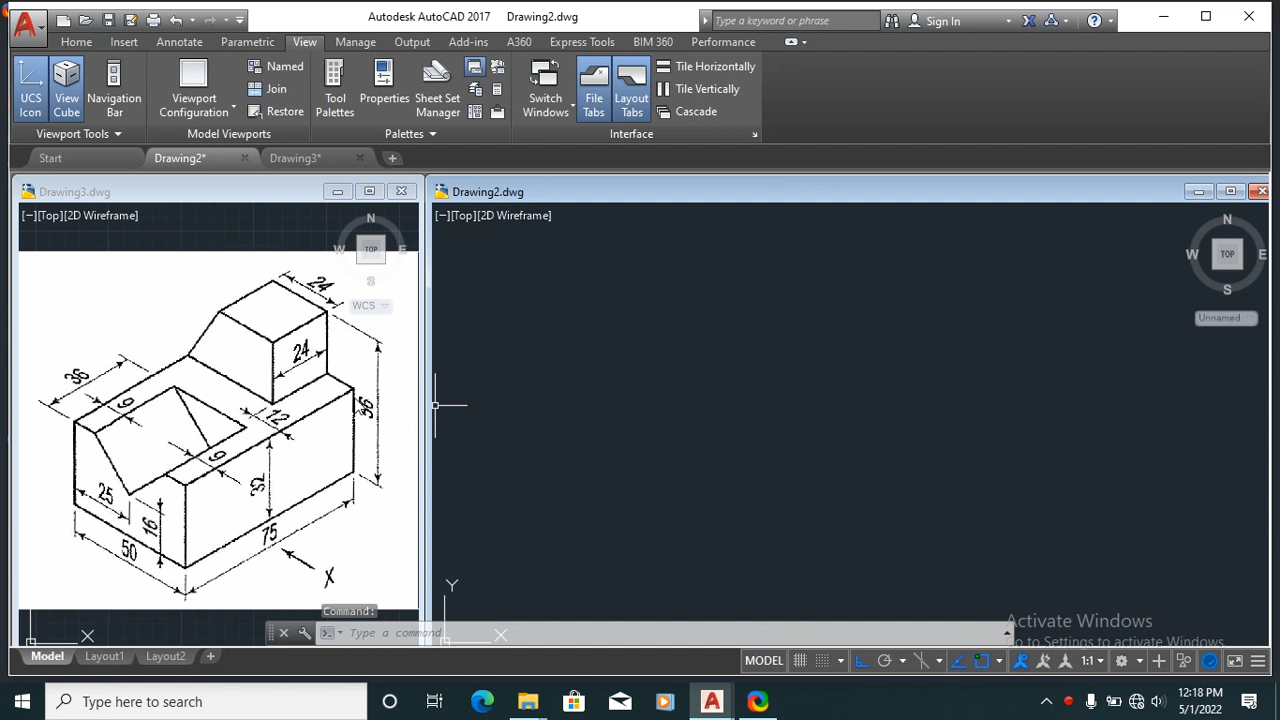 Autodesk AutoCAD 2017 Drawing2.dwg
Type a keyword or phrase
Sign In
Home Insert Annotate Parametric View Manage Output Add-ins A360 Express Tools BIM 360 Performance
UCS Icon
View Cube
Navigation Bar
Viewport Configuration
Named
Join
Restore
Tool Palettes
Properties
Sheet Set Manager
Switch Windows
File Tabs
Layout Tabs
Tile Horizontally
Tile Vertically
Cascade
Viewport Tools
Model Viewports
Palettes
Interface
Start
Drawing2*
Drawing3*
Drawing3.dwg
[−][Top][2D Wireframe]
N
W
TOP
E
S
WCS
24
24
36
9
12
56
9
32
25
16
50
75
X
Command:
X
Drawing2.dwg
[−][Top][2D Wireframe]
N
W
TOP
E
S
Unnamed
Y
X
Type a command
Activate Windows
Go to Settings to activate Windows.
Model Layout1 Layout2
MODEL
1:1
Type here to search
12:18 PM
5/1/2022